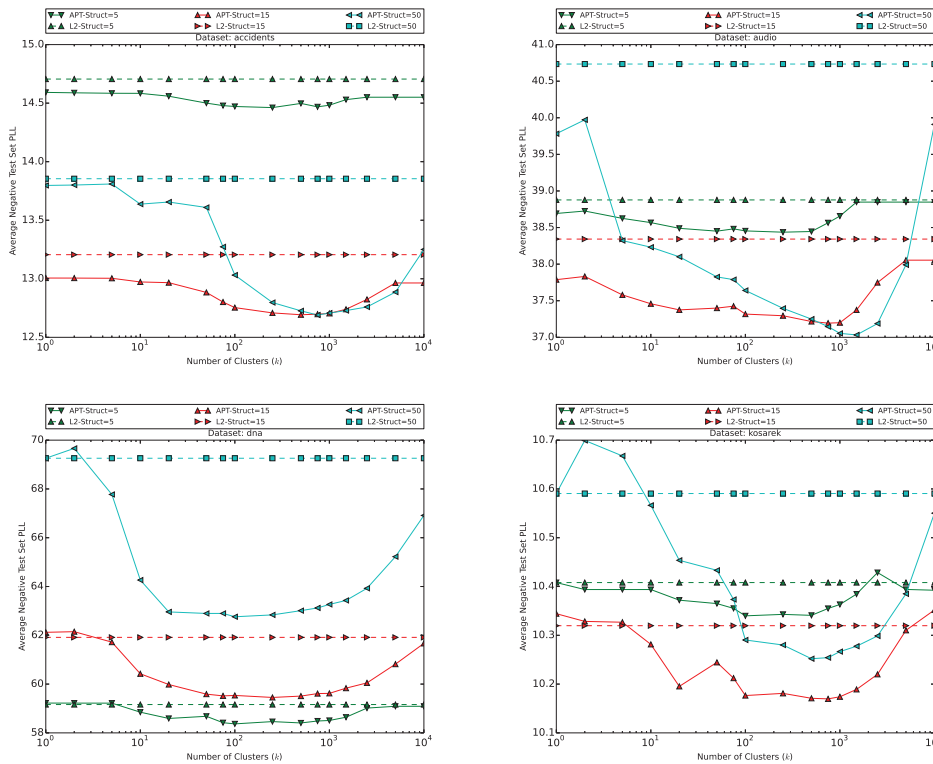 APT-Struct=5 APT-Struct=15 APT-Struct=50
L2-Struct=5 L2-Struct=15 L2-Struct=50
Dataset: accidents
15.0
14.5
14.0
13.5
13.0
12.5
Average Negative Test Set PLL
10^0 10^1 10^2 10^3 10^4
Number of Clusters (k)
APT-Struct=5 APT-Struct=15 APT-Struct=50
L2-Struct=5 L2-Struct=15 L2-Struct=50
Dataset: audio
41.0
40.5
40.0
39.5
39.0
38.5
38.0
37.5
37.0
Average Negative Test Set PLL
10^0 10^1 10^2 10^3 10
Number of Clusters (k)
APT-Struct=5 APT-Struct=15 APT-Struct=50
L2-Struct=5 L2-Struct=15 L2-Struct=50
Dataset: dna
70
68
66
64
62
60
58
Average Negative Test Set PLL
10^0 10^1 10^2 10^3 10^4
Number of Clusters (k)
APT-Struct=5 APT-Struct=15 APT-Struct=50
L2-Struct=5 L2-Struct=15 L2-Struct=50
Dataset: kosarek
10.7
10.6
10.5
10.4
10.3
10.2
10.1
Average Negative Test Set PLL
10^0 10^1 10^2 10^3 10
Number of Clusters (k)